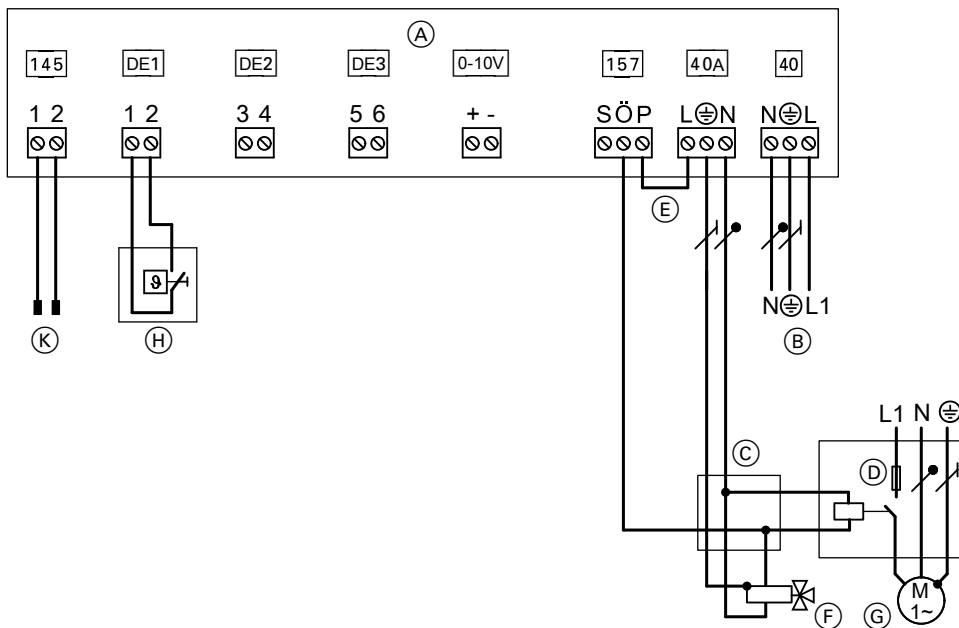 A
145 DE1 DE2 DE3 0-10V 157 40A 40
1 2 1 2 3 4 5 6 + - S Ö P L N N L
E
ϑ
N L1
K H B
L1 N
C
D
M
1~
F G